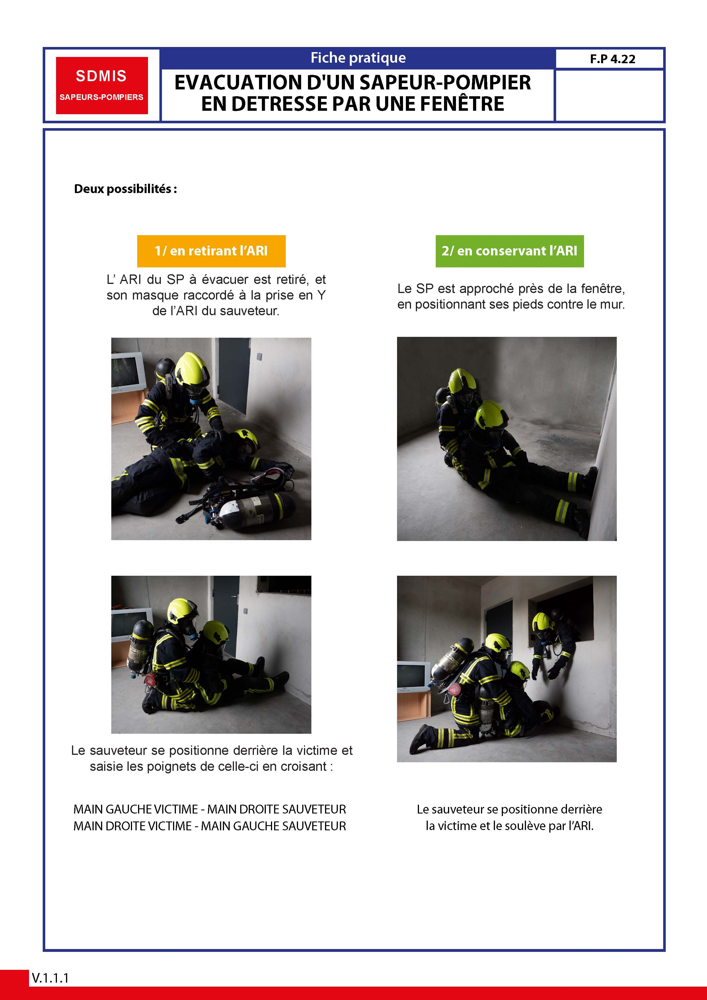 SDMIS
SAPEURS-POMPIERS
Fiche pratique
EVACUATION D'UN SAPEUR-POMPIER
EN DETRESSE PAR UNE FENÊTRE
F.P 4.22
Deux possibilités :
1/ en retirant l’ARI
L’ ARI du SP à évacuer est retiré, et
son masque raccordé à la prise en Y
de l’ARI du sauveteur.
Le sauveteur se positionne derrière la victime et
saisie les poignets de celle-ci en croisant :
MAIN GAUCHE VICTIME - MAIN DROITE SAUVETEUR
MAIN DROITE VICTIME - MAIN GAUCHE SAUVETEUR
2/ en conservant l’ARI
Le SP est approché près de la fenêtre,
en positionnant ses pieds contre le mur.
Le sauveteur se positionne derrière
la victime et le soulève par l’ARI.
V.1.1.1